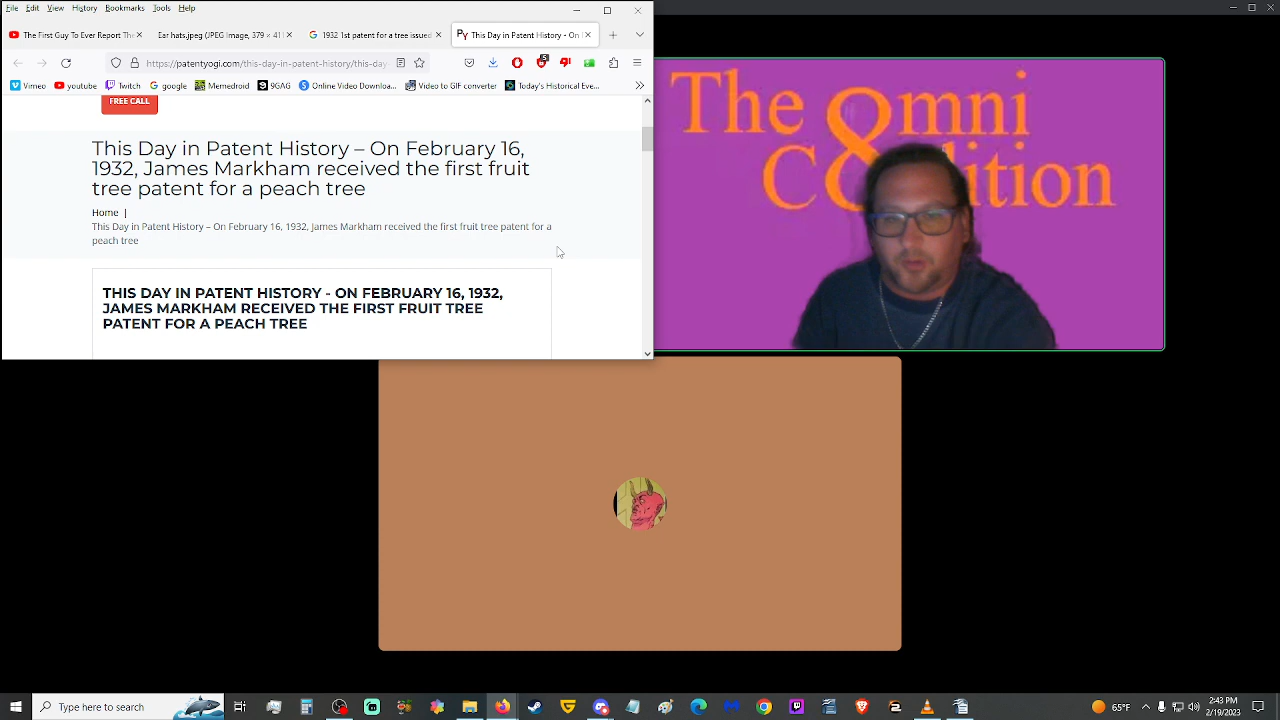 File Edit View History Bookmarks Tools Help
The First Guy To Ever Report The
Ear hats.jpeg (JPEG Image, 379 × 411
1932 1st patent for a tree issued
PY This Day in Patent History - On
https://patentyogi.com/this-day-in-patent-history/this-da
Vimeo youtube Twitch google Memedroid 9GAG Online Video Downloa... Video to GIF converter Today's Historical Eve...
FREE CALL
This Day in Patent History – On February 16,
1932, James Markham received the first fruit
tree patent for a peach tree
Home |
This Day in Patent History – On February 16, 1932, James Markham received the first fruit tree patent for a
peach tree
THIS DAY IN PATENT HISTORY - ON FEBRUARY 16, 1932,
JAMES MARKHAM RECEIVED THE FIRST FRUIT TREE
PATENT FOR A PEACH TREE
The Omni
Coalition
Type here to search
65°F
2:43 PM
2/19/2023